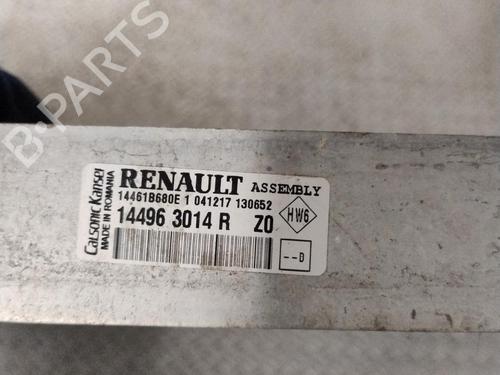 B-PARTS
Calsonic Kansei
MADE IN ROMANIA
RENAULT ASSEMBLY
14461B680E 1 041217 130652
14496 3014 R Z0
HW6
--D